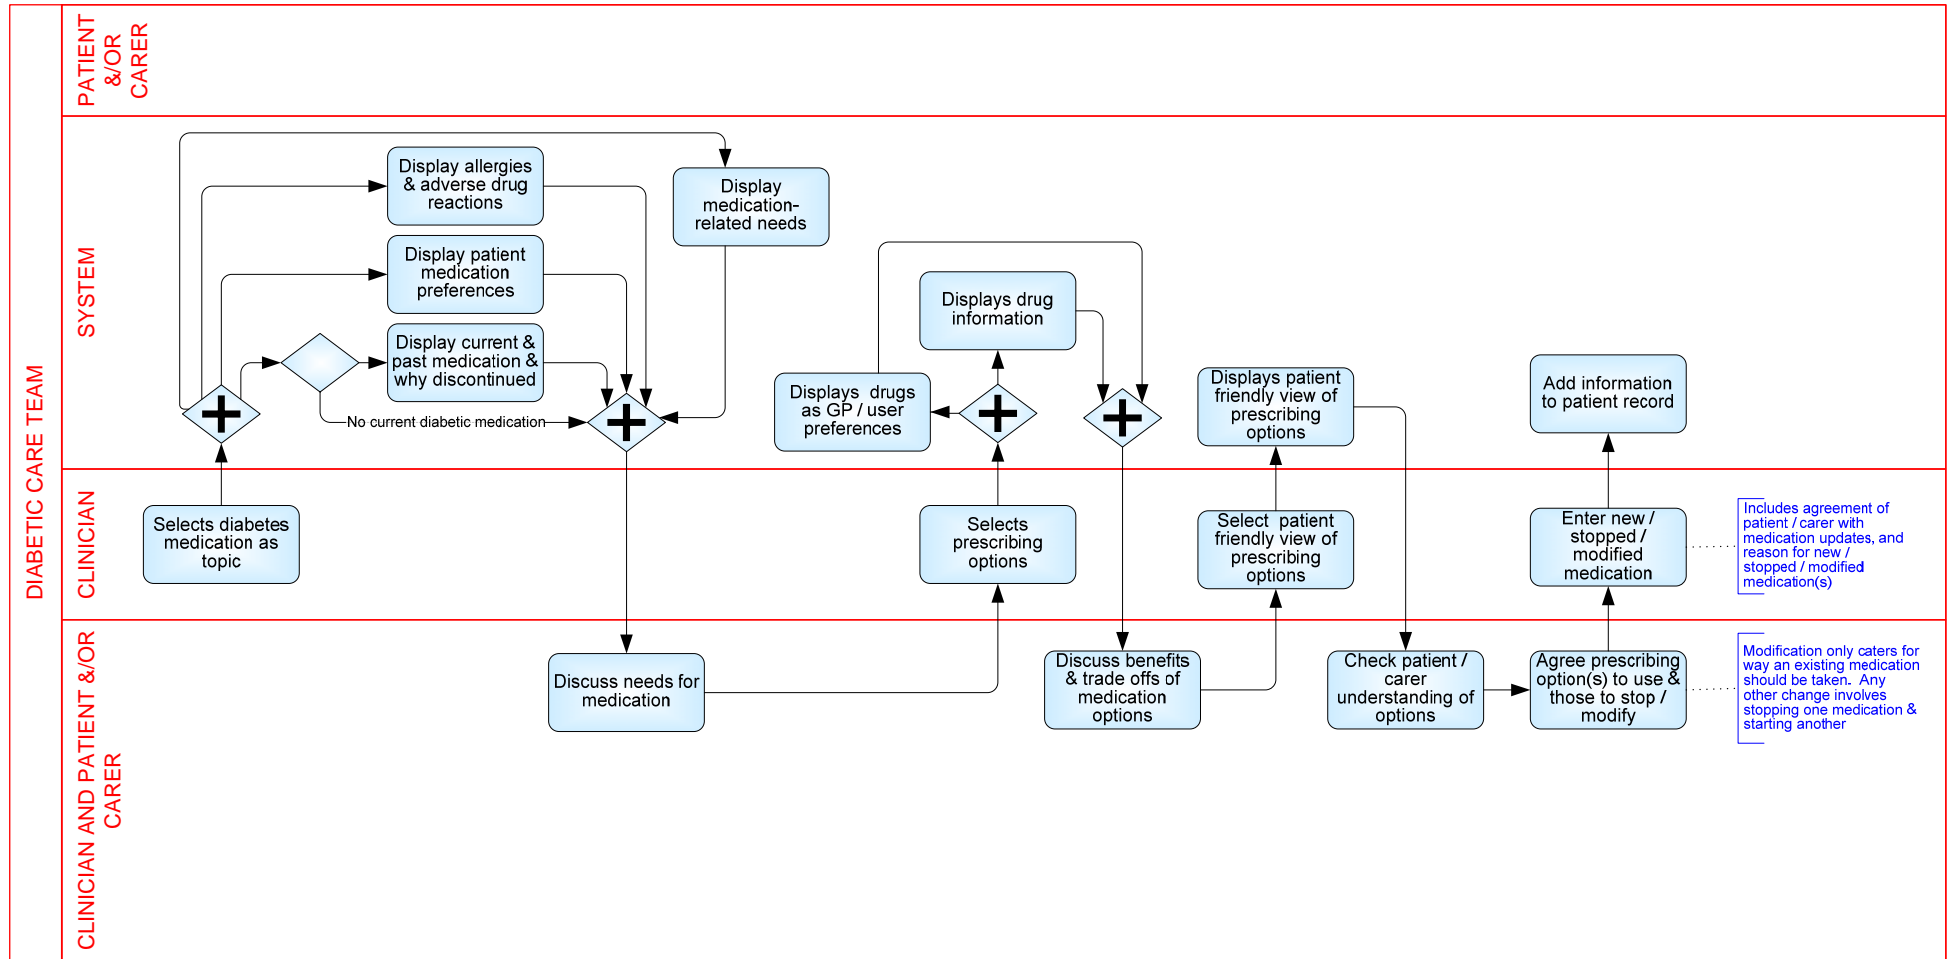 DIABETIC CARE TEAM
PATIENT
&/OR
CARER
SYSTEM
Display allergies
& adverse drug
reactions
Display
medication-
related needs
Display patient
medication
preferences
Display current &
past medication &
why discontinued
No current diabetic medication
Displays drug
information
Displays drugs
as GP / user
preferences
Displays patient
friendly view of
prescribing
options
Add information
to patient record
CLINICIAN
Selects diabetes
medication as
topic
Selects
prescribing
options
Select patient
friendly view of
prescribing
options
Enter new /
stopped /
modified
medication
Includes agreement of
patient / carer with
medication updates, and
reason for new /
stopped / modified
medication(s)
CLINICIAN AND PATIENT &/OR
CARER
Discuss needs for
medication
Discuss benefits
& trade offs of
medication
options
Check patient /
carer
understanding of
options
Agree prescribing
option(s) to use &
those to stop /
modify
Modification only caters for
way an existing medication
should be taken. Any
other change involves
stopping one medication &
starting another